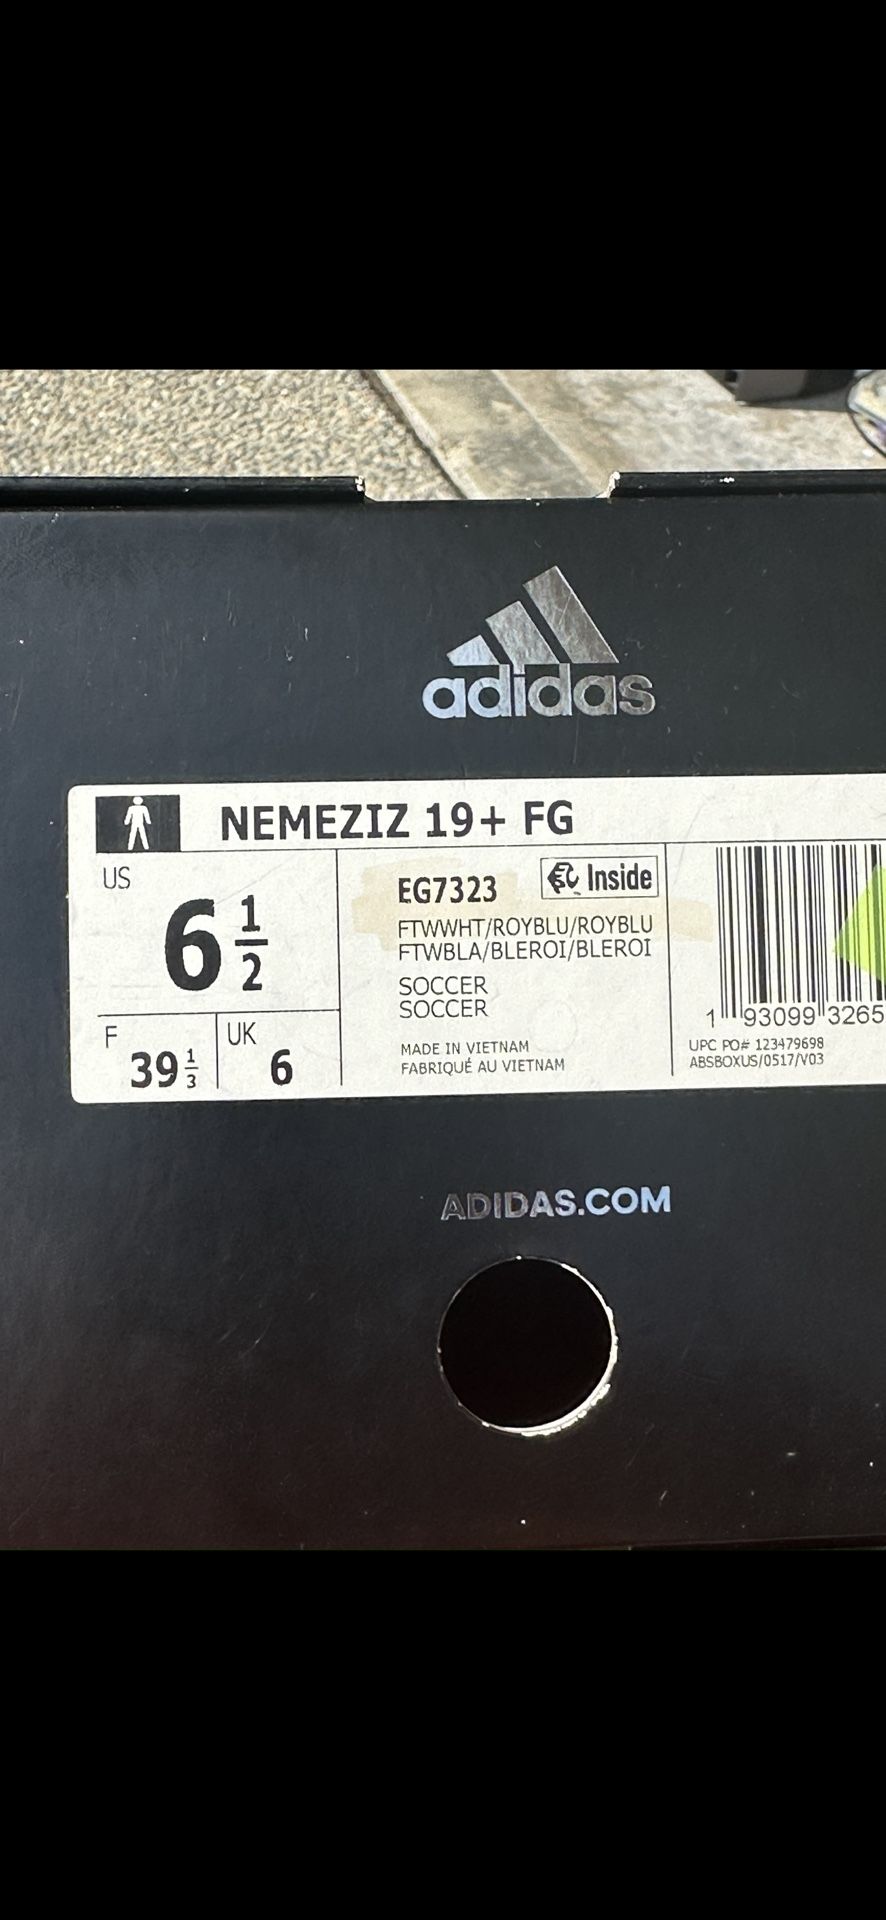 adidas
NEMEZIZ 19+ FG
US
6 1/2
F
39 1/3
UK
6
EG7323
Inside
FTWWHT/ROYBLU/ROYBLU
FTWBLA/BLEROI/BLEROI
SOCCER
SOCCER
MADE IN VIETNAM
FABRIQUÉ AU VIETNAM
1 93099 3265
UPC PO# 123479698
ABSBOXUS/0517/V03
ADIDAS.COM